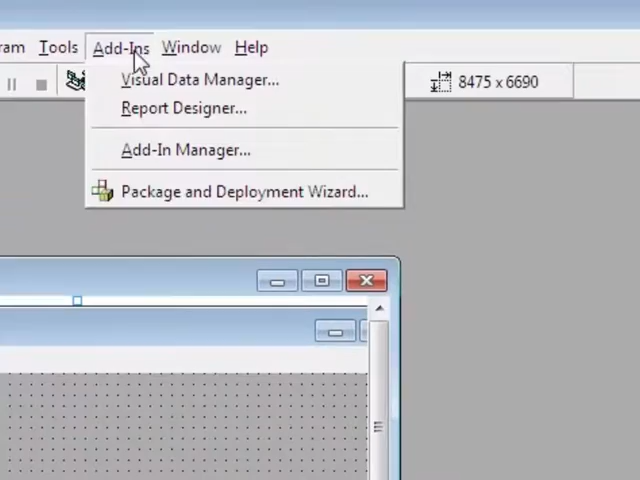 ram Tools Add-Ins Window Help
8475 x 6690
Visual Data Manager...
Report Designer...
Add-In Manager...
Package and Deployment Wizard...